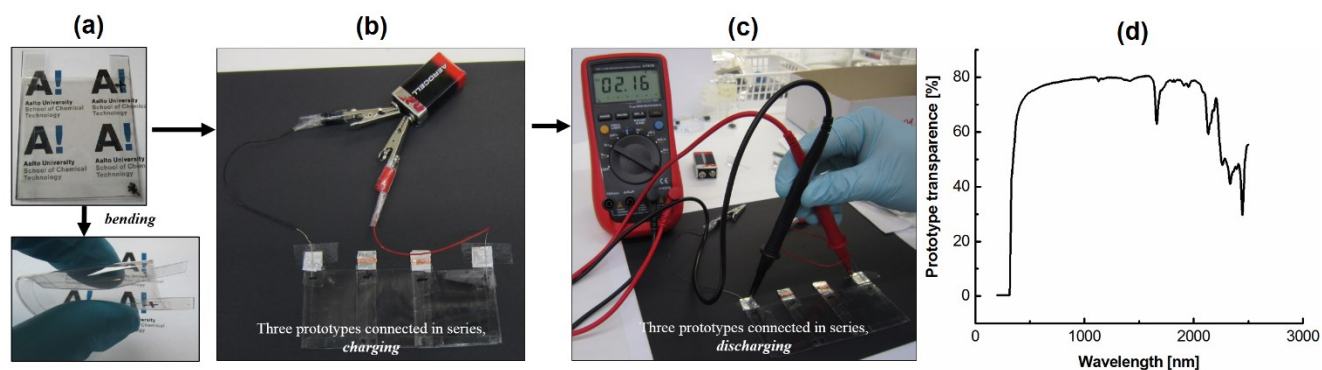 (a)
A!
Aalto University
School of Chemical
Technology
A!
Aalto University
School of Chemical
Technology
A!
Aalto University
School of Chemical
Technology
A!
Aalto University
School of Chemical
Technology
bending
A!
(b)
AEROCELL
Three prototypes connected in series,
charging
(c)
02.16
Three prototypes connected in series,
discharging
(d)
Prototype transparence [%]
80
60
40
20
0
0
1000
2000
3000
Wavelength [nm]